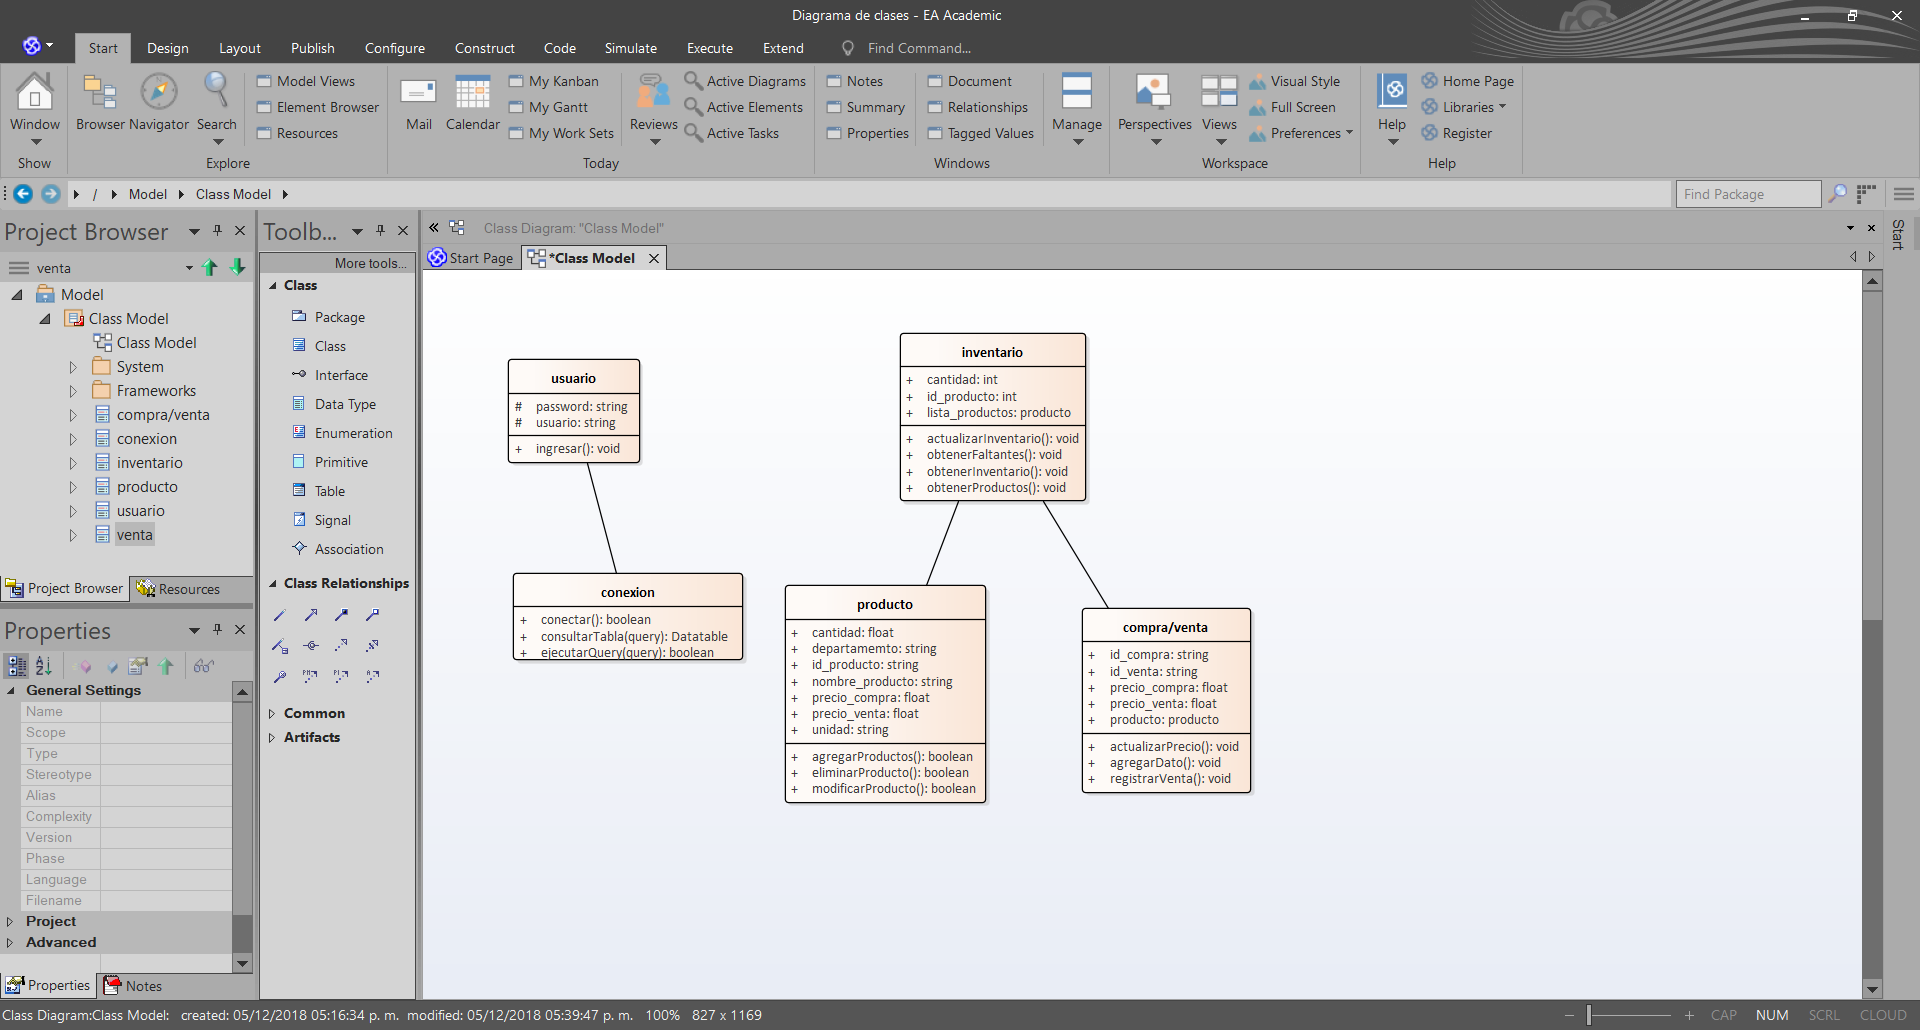 Diagrama de clases - EA Academic
Start Design Layout Publish Configure Construct Code Simulate Execute Extend Find Command...
Window
Show
Browser Navigator Search
Model Views
Element Browser
Resources
Explore
Mail Calendar
My Kanban
My Gantt
My Work Sets
Today
Reviews
Active Diagrams
Active Elements
Active Tasks
Notes
Summary
Properties
Document
Relationships
Tagged Values
Windows
Manage
Perspectives Views
Visual Style
Full Screen
Preferences
Workspace
Help
Home Page
Libraries
Register
Help
/ Model Class Model
Find Package
Project Browser
venta
Model
Class Model
Class Model
System
Frameworks
compra/venta
conexion
inventario
producto
usuario
venta
Project Browser Resources
Properties
General Settings
Name
Scope
Type
Stereotype
Alias
Complexity
Version
Phase
Language
Filename
Project
Advanced
Properties Notes
Toolb...
More tools...
Class
Package
Class
Interface
Data Type
Enumeration
Primitive
Table
Signal
Association
Class Relationships
Common
Artifacts
Class Diagram: "Class Model"
Start Page *Class Model
Start
usuario
# password: string
# usuario: string
+ ingresar(): void
conexion
+ conectar(): boolean
+ consultarTabla(query): Datatable
+ ejecutarQuery(query): boolean
inventario
+ cantidad: int
+ id_producto: int
+ lista_productos: producto
+ actualizarInventario(): void
+ obtenerFaltantes(): void
+ obtenerInventario(): void
+ obtenerProductos(): void
producto
+ cantidad: float
+ departamemto: string
+ id_producto: string
+ nombre_producto: string
+ precio_compra: float
+ precio_venta: float
+ unidad: string
+ agregarProductos(): boolean
+ eliminarProducto(): boolean
+ modificarProducto(): boolean
compra/venta
+ id_compra: string
+ id_venta: string
+ precio_compra: float
+ precio_venta: float
+ producto: producto
+ actualizarPrecio(): void
+ agregarDato(): void
+ registrarVenta(): void
Class Diagram:Class Model: created: 05/12/2018 05:16:34 p. m. modified: 05/12/2018 05:39:47 p. m. 100% 827 x 1169
CAP NUM SCRL CLOUD